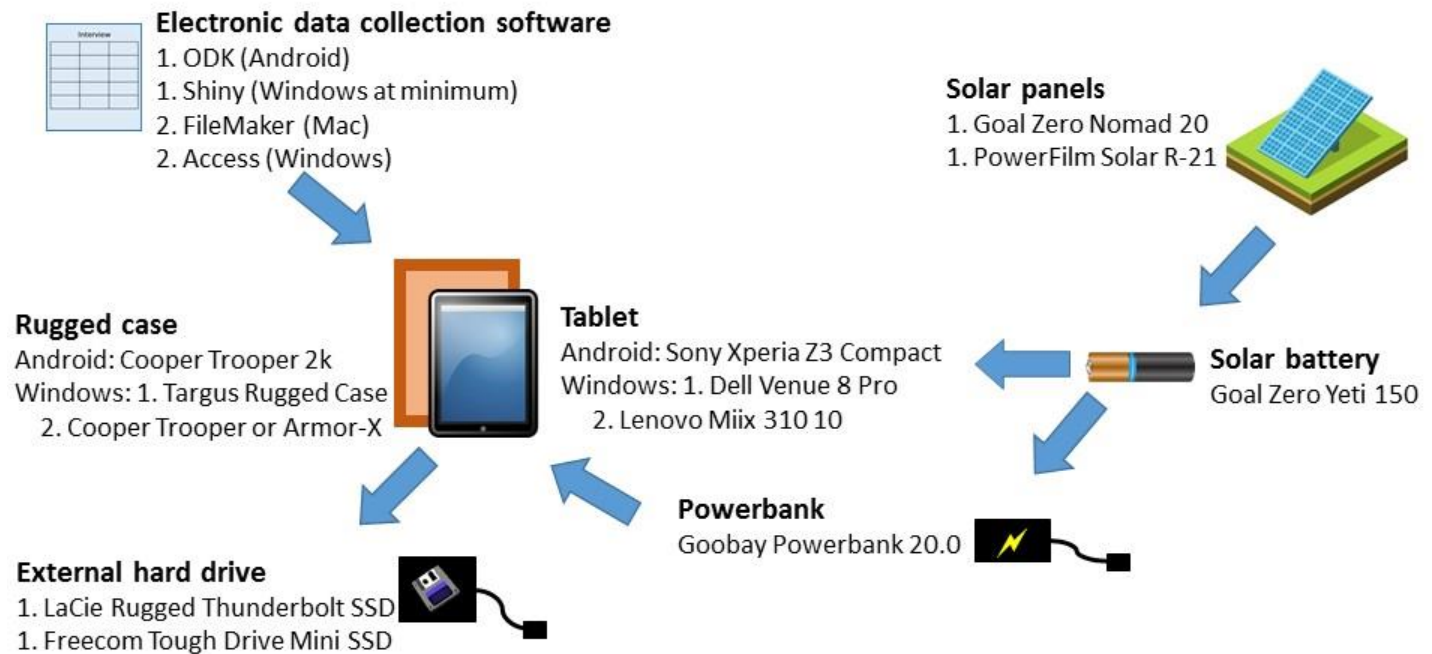 Interview
Electronic data collection software
1. ODK (Android)
1. Shiny (Windows at minimum)
2. FileMaker (Mac)
2. Access (Windows)
Solar panels
1. Goal Zero Nomad 20
1. PowerFilm Solar R-21
Rugged case
Android: Cooper Trooper 2k
Windows: 1. Targus Rugged Case
2. Cooper Trooper or Armor-X
Tablet
Android: Sony Xperia Z3 Compact
Windows: 1. Dell Venue 8 Pro
2. Lenovo Miix 310 10
Solar battery
Goal Zero Yeti 150
Powerbank
Goobay Powerbank 20.0
External hard drive
1. LaCie Rugged Thunderbolt SSD
1. Freecom Tough Drive Mini SSD